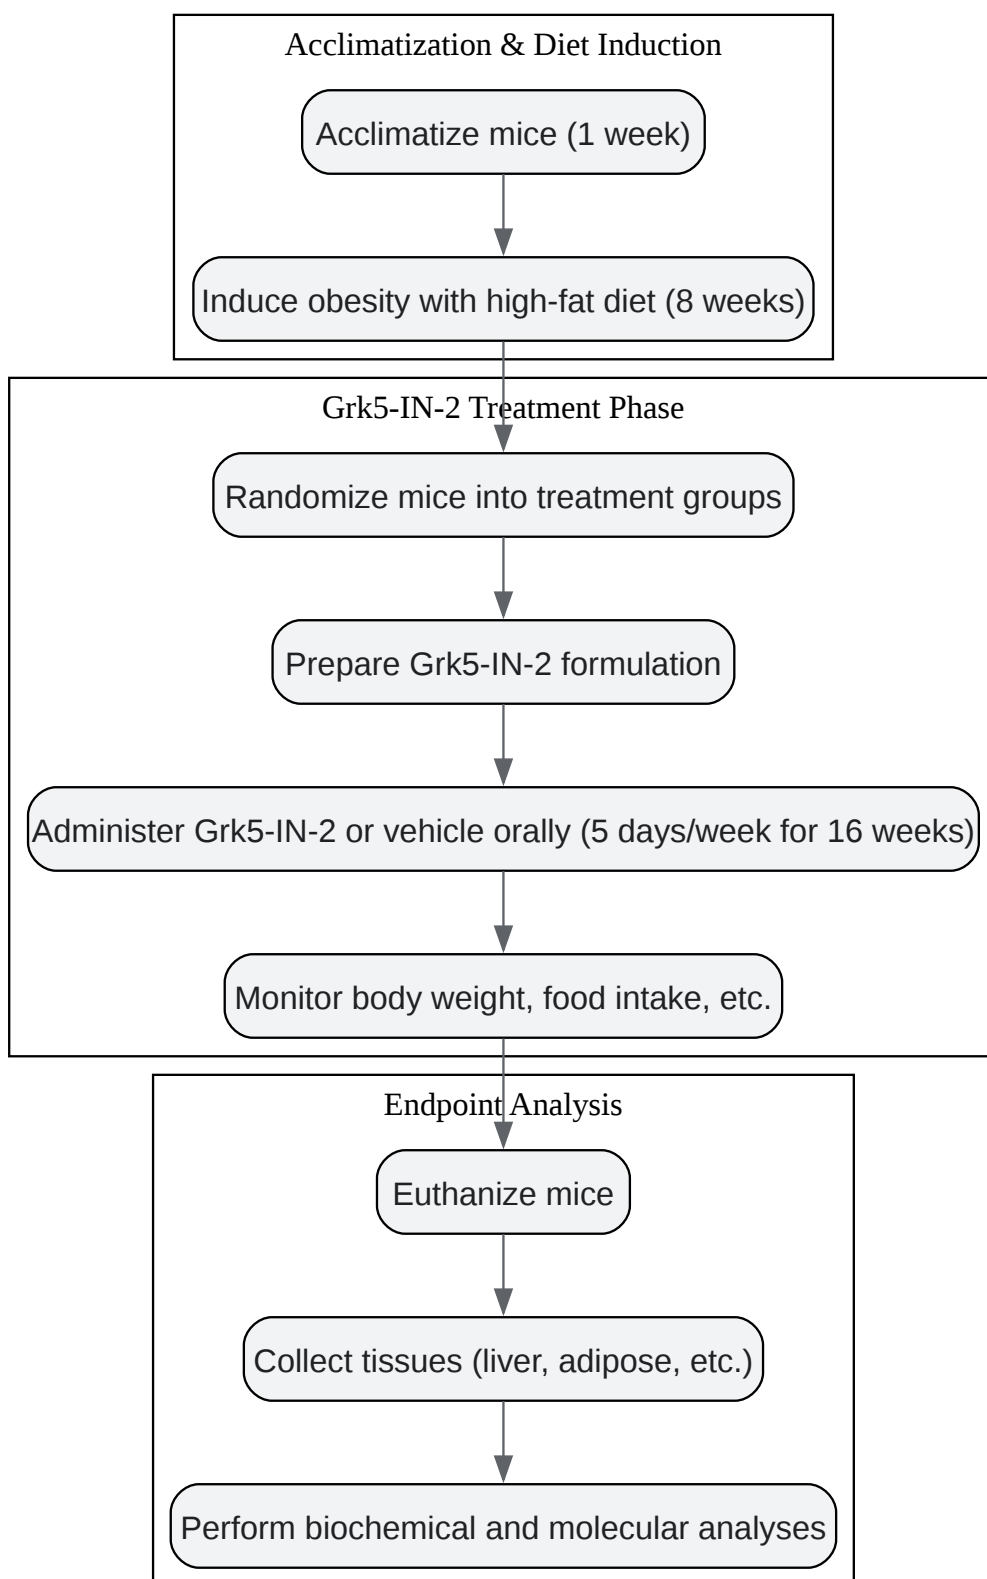 Acclimatization & Diet Induction
Acclimatize mice (1 week)
Induce obesity with high-fat diet (8 weeks)
Grk5-IN-2 Treatment Phase
Randomize mice into treatment groups
Prepare Grk5-IN-2 formulation
Administer Grk5-IN-2 or vehicle orally (5 days/week for 16 weeks)
Monitor body weight, food intake, etc.
Endpoint Analysis
Euthanize mice
Collect tissues (liver, adipose, etc.)
Perform biochemical and molecular analyses